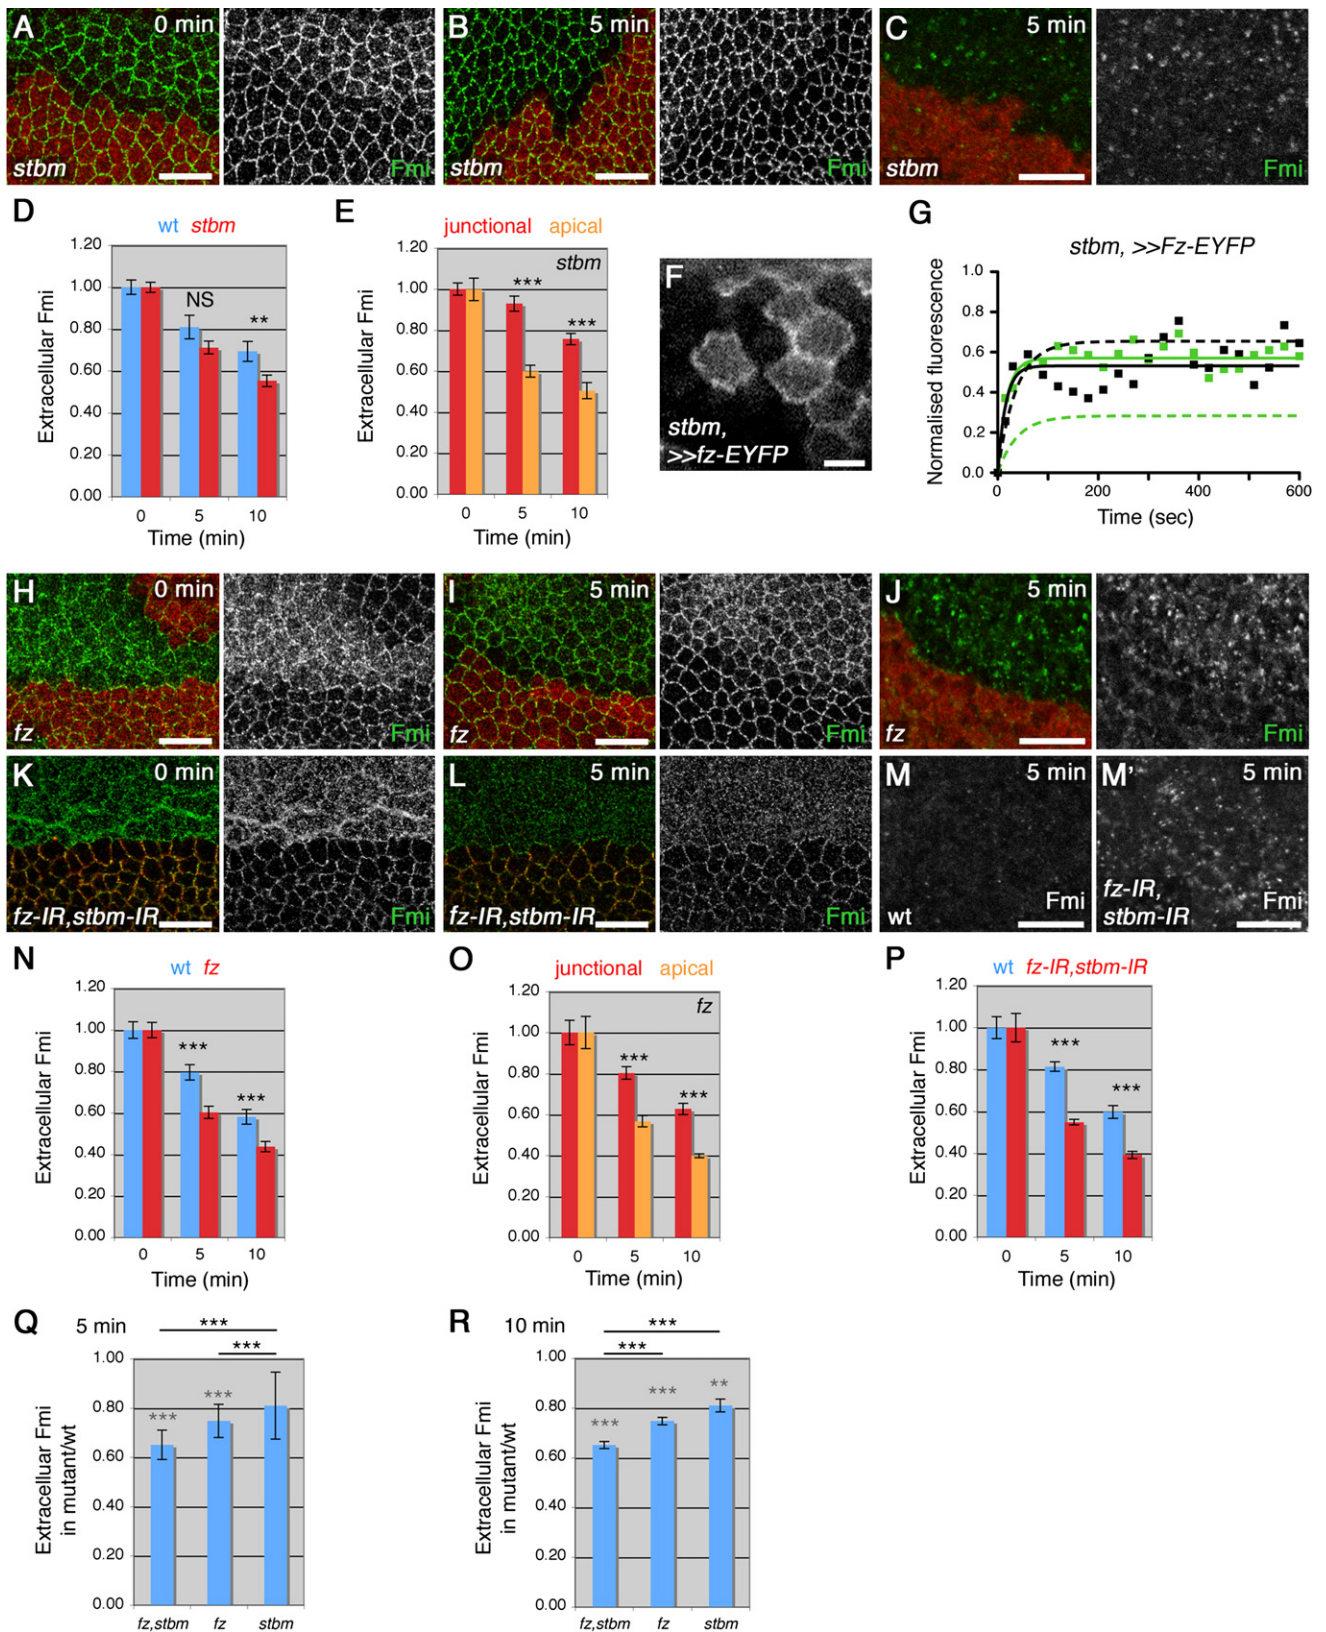 A 0 min
stbm Fmi
B 5 min
Fmi
C 5 min
stbm Fmi
D wt stbm
Extracellular Fmi
1.20
1.00
0.80
0.60
0.40
0.20
0.00
NS
**
0 5 10
Time (min)
E junctional apical
stbm
Extracellular Fmi
1.20
1.00
0.80
0.60
0.40
0.20
0.00
***
***
0 5 10
Time (min)
F
stbm,
>>fz-EYFP
G
stbm, >>Fz-EYFP
Normalised fluorescence
1.0
0.8
0.6
0.4
0.2
0.0
0 200 400 600
Time (sec)
H 0 min
fz Fmi
I 5 min
fz Fmi
J 5 min
fz Fmi
K 0 min
fz-IR,stbm-IR Fmi
L 5 min
fz-IR,stbm-IR Fmi
M 5 min
wt Fmi
M' 5 min
fz-IR, Fmi
stbm-IR
N wt fz
Extracellular Fmi
1.20
1.00
0.80
0.60
0.40
0.20
0.00
***
***
0 5 10
Time (min)
O junctional apical
fz
Extracellular Fmi
1.20
1.00
0.80
0.60
0.40
0.20
0.00
***
***
0 5 10
Time (min)
P wt fz-IR,stbm-IR
Extracellular Fmi
1.20
1.00
0.80
0.60
0.40
0.20
0.00
***
***
0 5 10
Time (min)
Q 5 min
***
***
Extracelluar Fmi
in mutant/wt
1.00
0.80
0.60
0.40
0.20
0.00
***
***
fz,stbm fz stbm
R 10 min
***
***
Extracellular Fmi
in mutant/wt
1.00
0.80
0.60
0.40
0.20
0.00
***
***
**
fz,stbm fz stbm